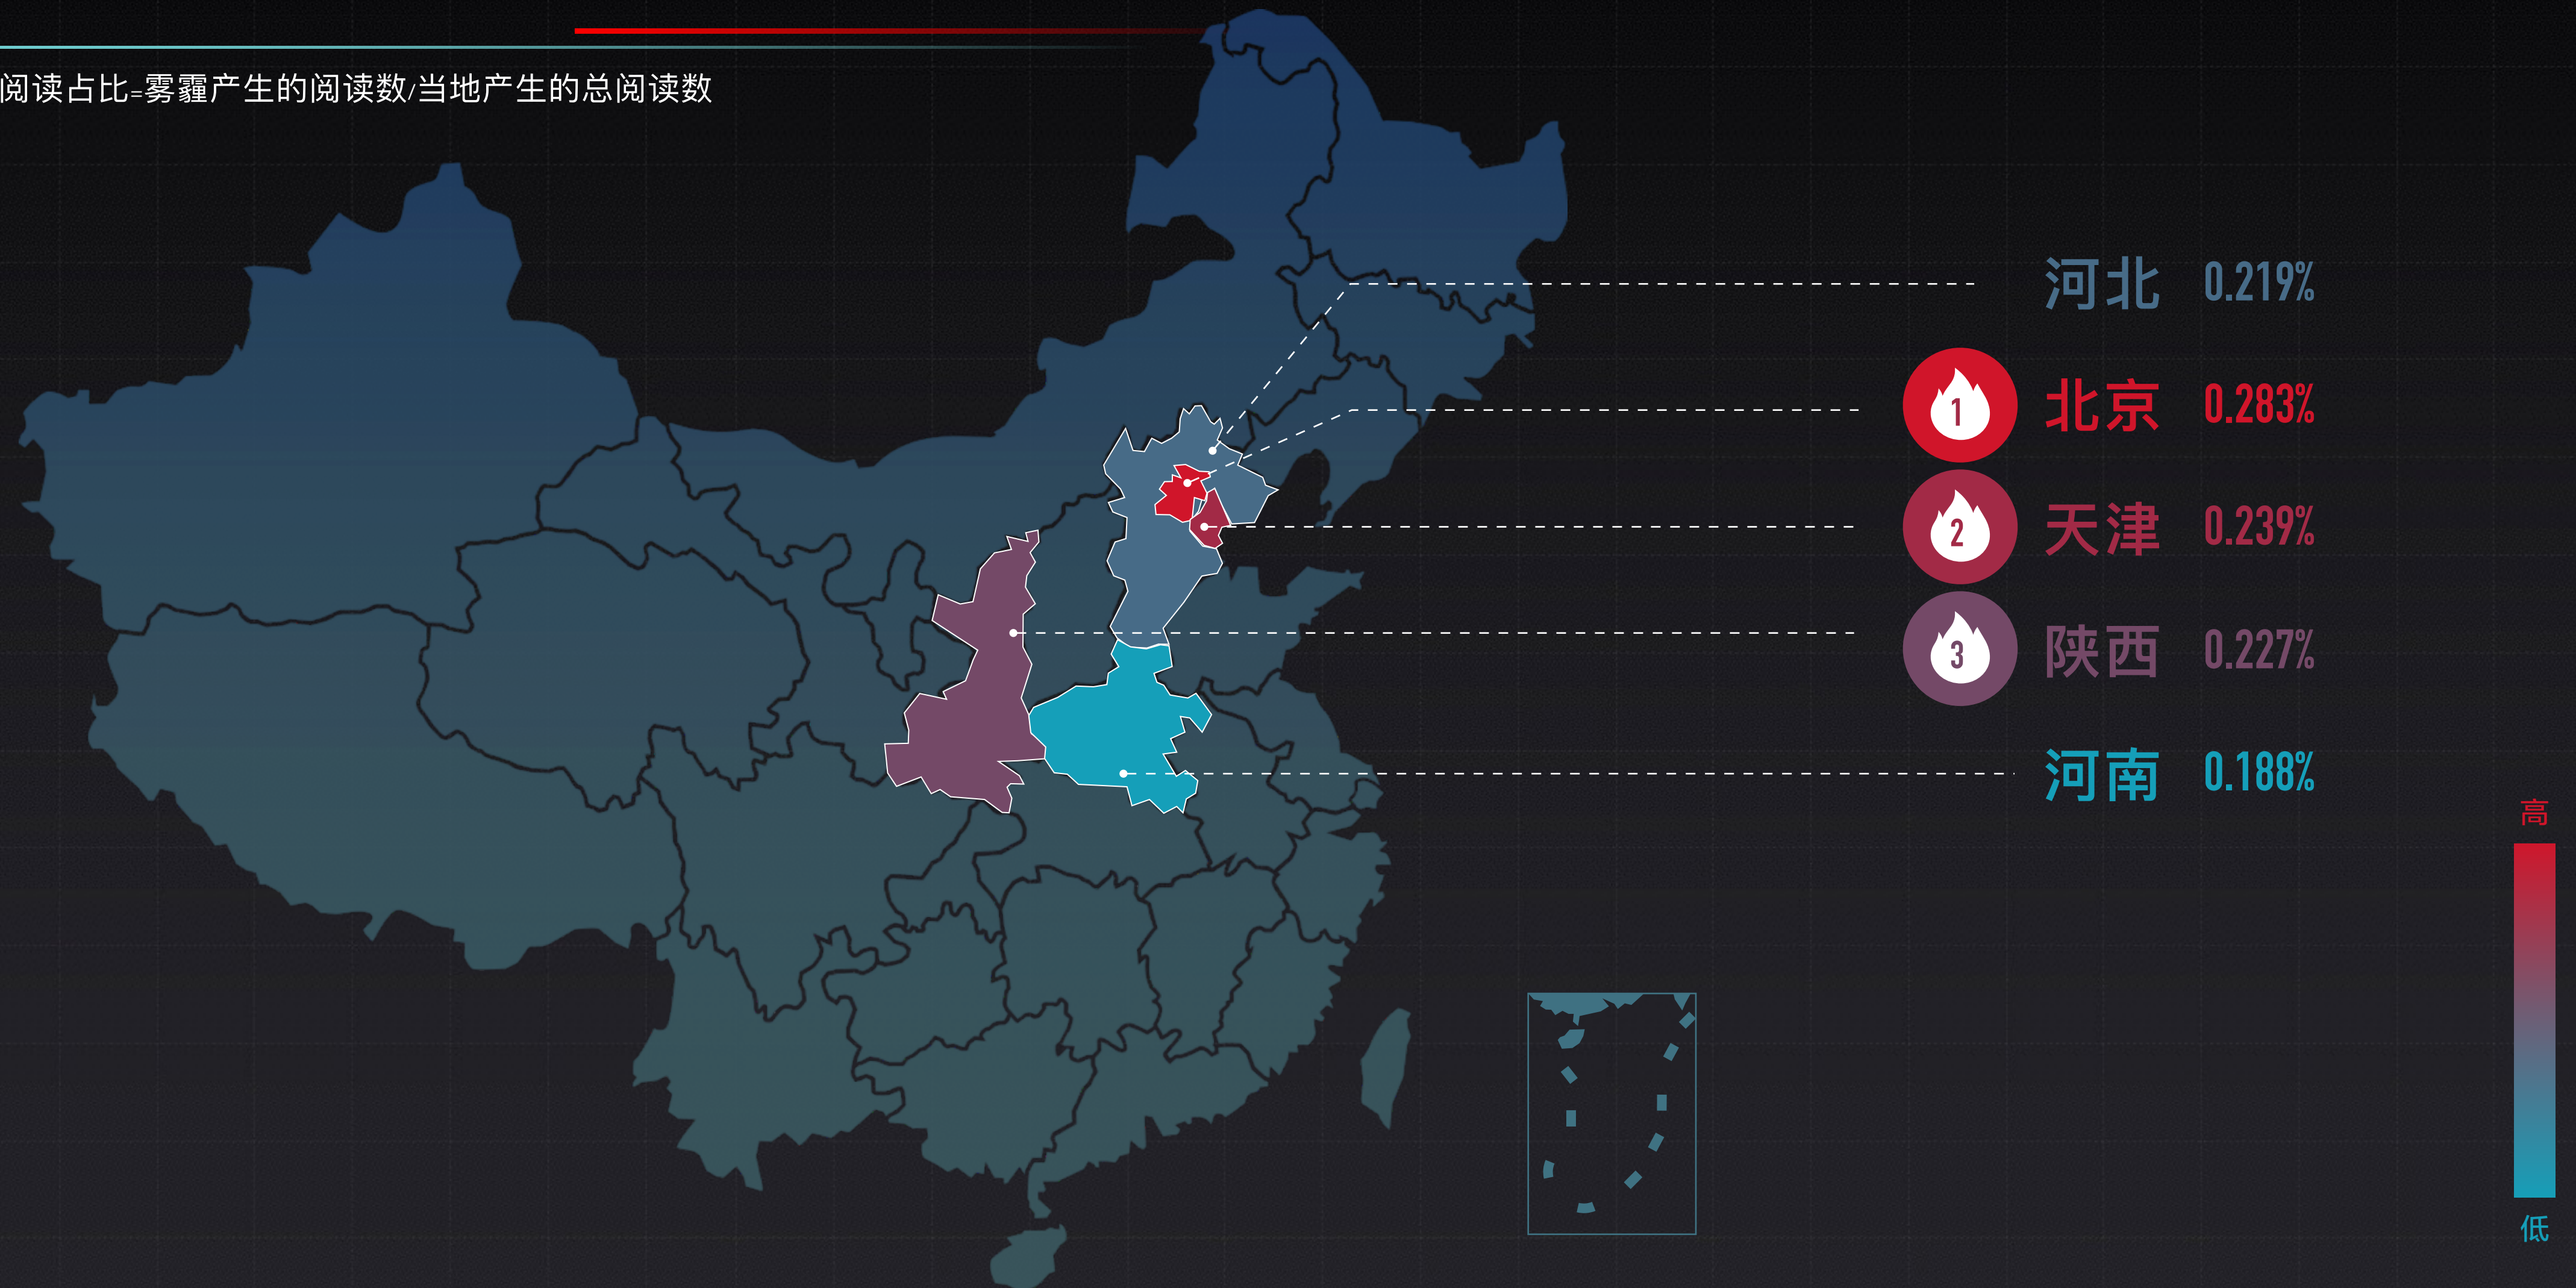 阅读占比=雾霾产生的阅读数/当地产生的总阅读数
河北 0.219%
1 北京 0.283%
2 天津 0.239%
3 陕西 0.227%
河南 0.188%
高
低